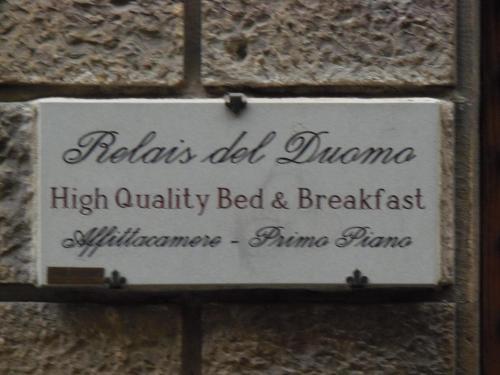 Relais del Duomo
High Quality Bed & Breakfast
Affittacamere - Primo Piano